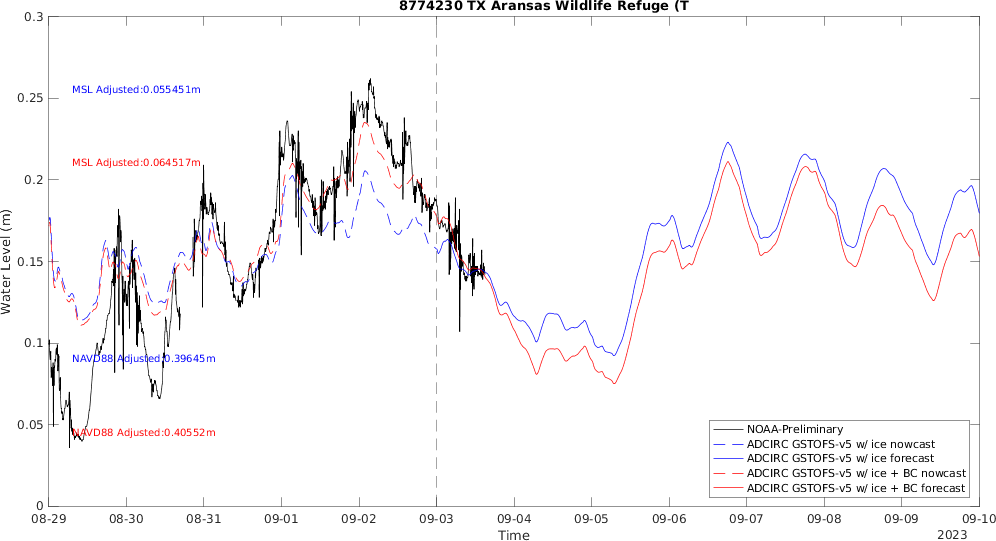 8774230 TX Aransas Wildlife Refuge (T
0.3
0.25
0.2
0.15
0.1
0.05
0
Water Level (m)
MSL Adjusted:0.055451m
MSL Adjusted:0.064517m
NAVD88 Adjusted:0.39645m
NAVD88 Adjusted:0.40552m
NOAA-Preliminary
ADCIRC GSTOFS-v5 w/ ice nowcast
ADCIRC GSTOFS-v5 w/ ice forecast
ADCIRC GSTOFS-v5 w/ ice + BC nowcast
ADCIRC GSTOFS-v5 w/ ice + BC forecast
08-29 08-30 08-31 09-01 09-02 09-03 09-04 09-05 09-06 09-07 09-08 09-09 09-10
Time
2023